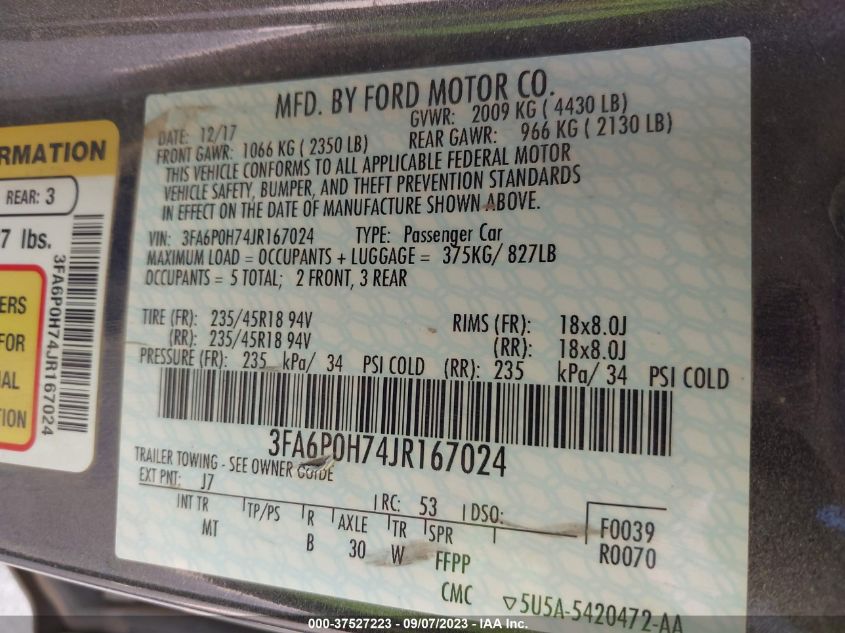 RMATION
REAR: 3
7 lbs.
3FA6P0H74JR167024
ERS
FOR
AL
TION
MFD. BY FORD MOTOR CO.
DATE: 12/17 GVWR: 2009 KG ( 4430 LB)
FRONT GAWR: 1066 KG ( 2350 LB) REAR GAWR: 966 KG ( 2130 LB)
THIS VEHICLE CONFORMS TO ALL APPLICABLE FEDERAL MOTOR
VEHICLE SAFETY, BUMPER, AND THEFT PREVENTION STANDARDS
IN EFFECT ON THE DATE OF MANUFACTURE SHOWN ABOVE.
VIN: 3FA6P0H74JR167024 TYPE: Passenger Car
MAXIMUM LOAD = OCCUPANTS + LUGGAGE = 375KG/ 827LB
OCCUPANTS = 5 TOTAL; 2 FRONT, 3 REAR
TIRE (FR): 235/45R18 94V RIMS (FR): 18x8.0J
(RR): 235/45R18 94V (RR): 18x8.0J
PRESSURE (FR): 235 kPa/ 34 PSI COLD (RR): 235 kPa/ 34 PSI COLD
3FA6P0H74JR167024
TRAILER TOWING - SEE OWNER GUIDE
EXT PNT: J7 RC: 53 DSO:
INT TR TP/PS R AXLE TR SPR F0039
MT B 30 W FFPP R0070
CMC 5U5A-5420472-AA
000-37527223 - 09/07/2023 - IAA Inc.